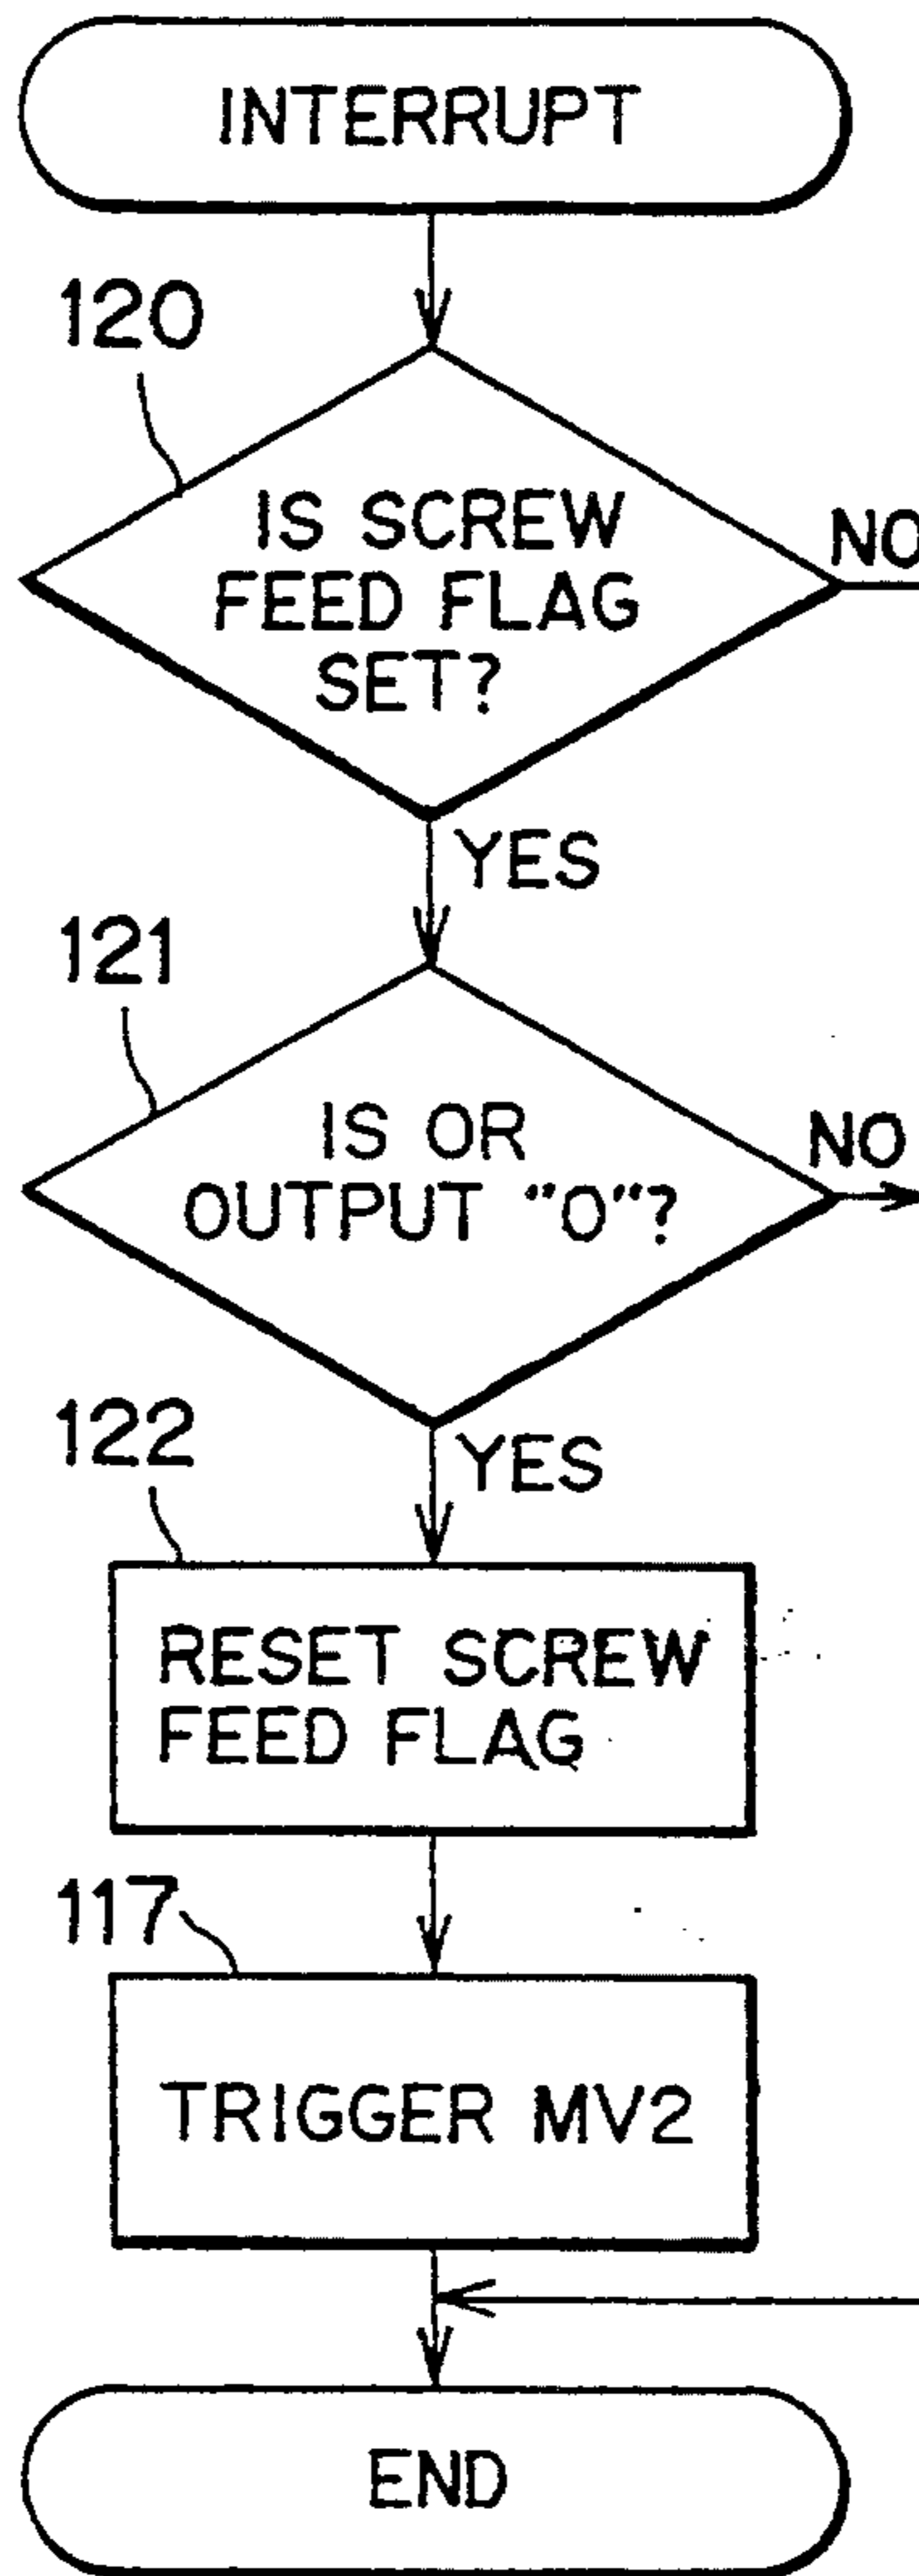 INTERRUPT
120
IS SCREW
FEED FLAG
SET?
NO
YES
121
IS OR
OUTPUT "0"?
NO
YES
122
RESET SCREW
FEED FLAG
117
TRIGGER MV2
END